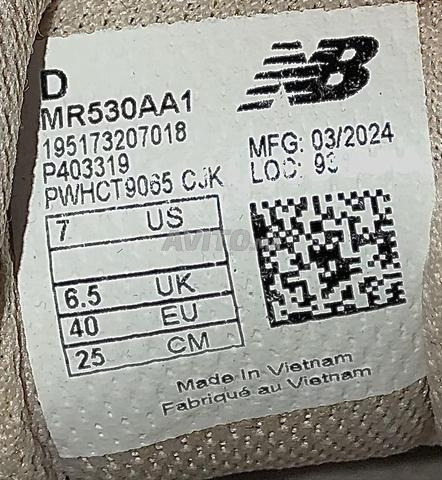 D
MR530AA1
195173207018
P403319
PWHCT9065 CJK
NB
MFG: 03/2024
LOC: 93
7 US
6.5 UK
40 EU
25 CM
Made In Vietnam
Fabriqué au Vietnam